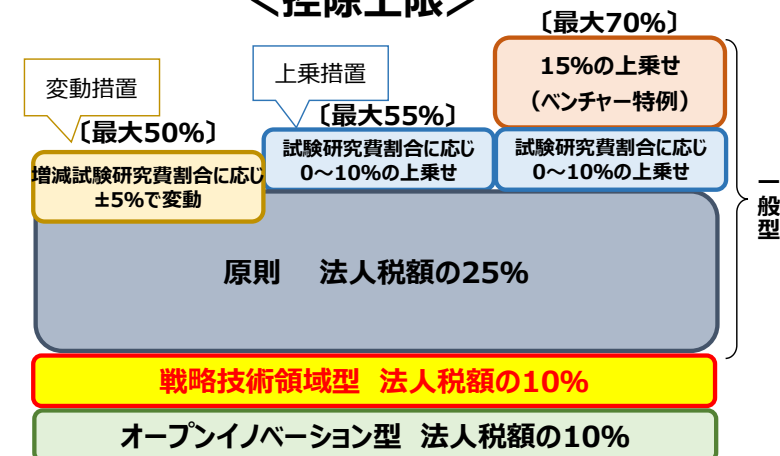 ＜控除上限＞
〔最大70%〕
15%の上乗せ
（ベンチャー特例）
上乗措置
変動措置
〔最大55%〕
〔最大50%〕
試験研究費割合に応じ
0～10%の上乗せ
試験研究費割合に応じ
0～10%の上乗せ
増減試験研究費割合に応じ
±5%で変動
一般型
原則　法人税額の25%
戦略技術領域型 法人税額の10%
オープンイノベーション型 法人税額の10%